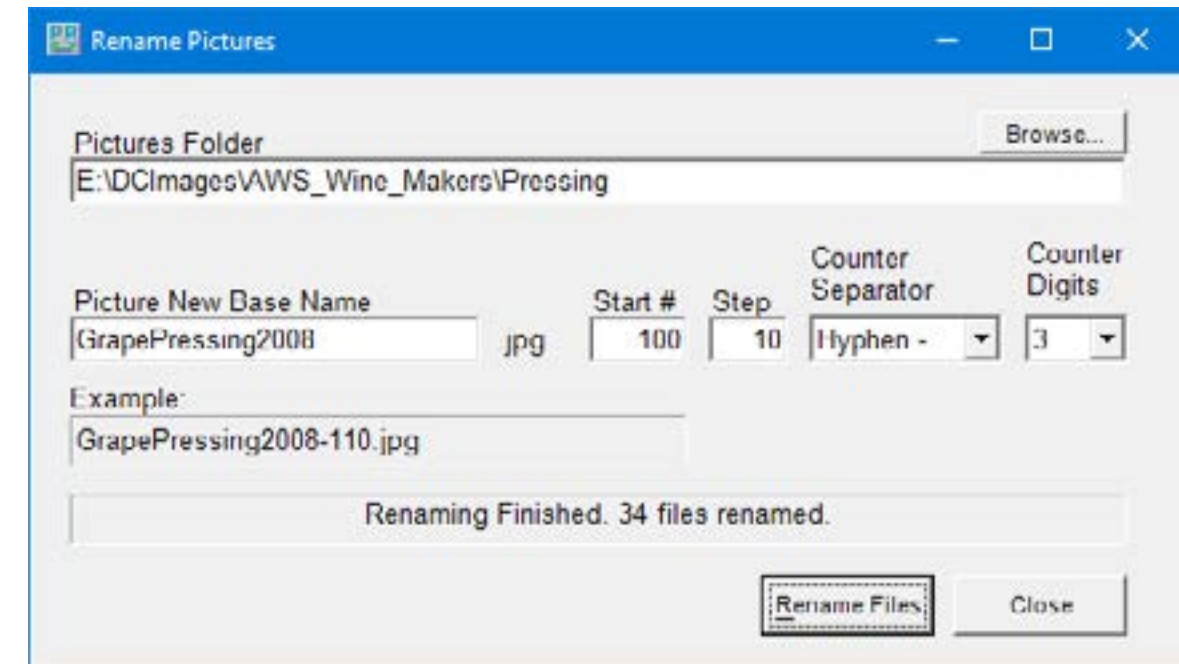 Rename Pictures
Browse...
Pictures Folder
E:\DCImages\AWS_Wine_Makers\Pressing
Counter Separator
Counter Digits
Picture New Base Name
Start #
Step
GrapePressing2008
jpg
100
10
Hyphen -
3
Example:
GrapePressing2008-110.jpg
Renaming Finished. 34 files renamed.
Rename Files
Close